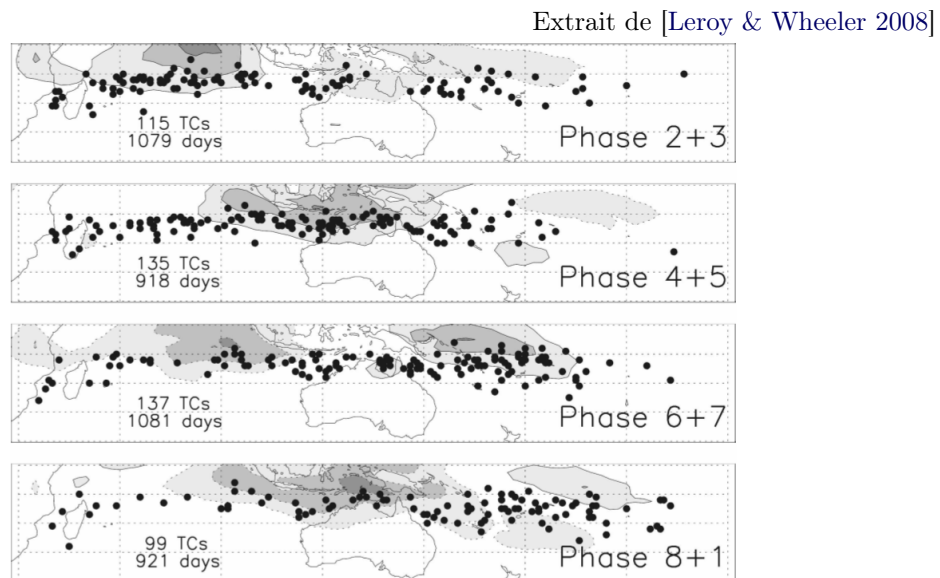 Extrait de [Leroy & Wheeler 2008]
115 TCs
1079 days
Phase 2+3
135 TCs
918 days
Phase 4+5
137 TCs
1081 days
Phase 6+7
99 TCs
921 days
Phase 8+1